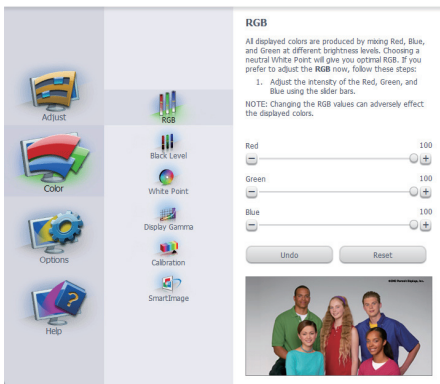 Adjust
Color
Options
Help
RGB
Black Level
White Point
Display Gamma
Calibration
SmartImage
RGB
All displayed colors are produced by mixing Red, Blue,
and Green at different brightness levels. Choosing a
neutral White Point will give you optimal RGB. If you
prefer to adjust the RGB now, follow these steps:
1. Adjust the intensity of the Red, Green, and
Blue using the slider bars.
NOTE: Changing the RGB values can adversely effect
the displayed colors.
Red 100
Green 100
Blue 100
Undo Reset